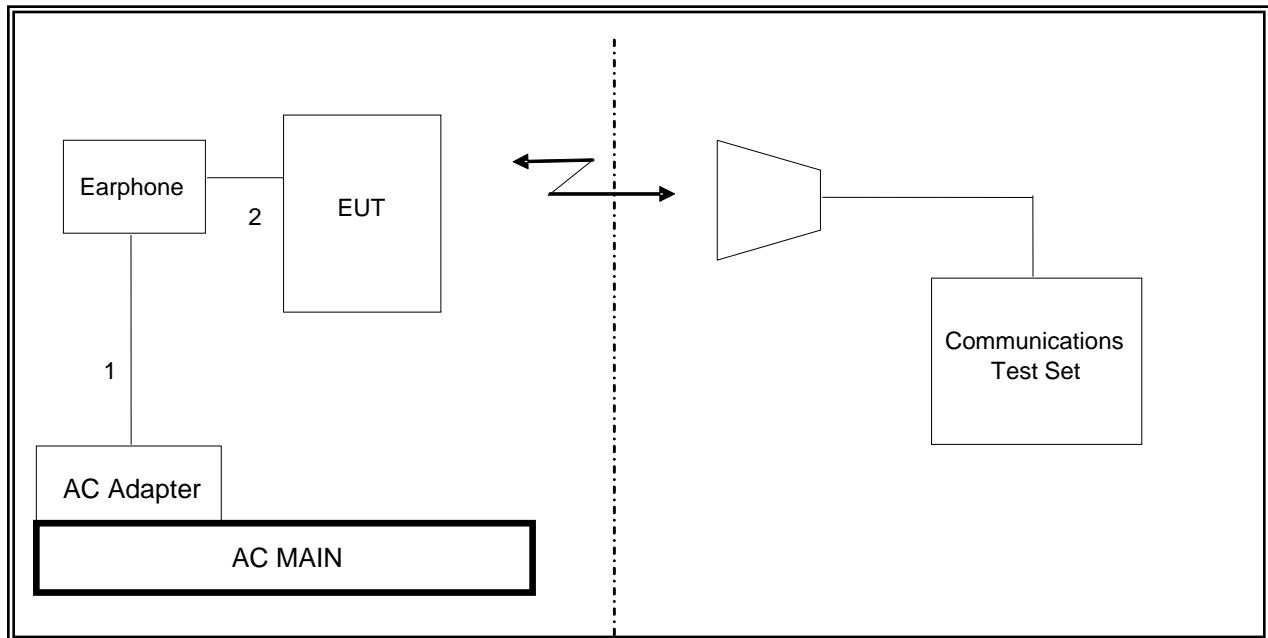 Earphone
2
EUT
1
AC Adapter
AC MAIN
Communications
Test Set